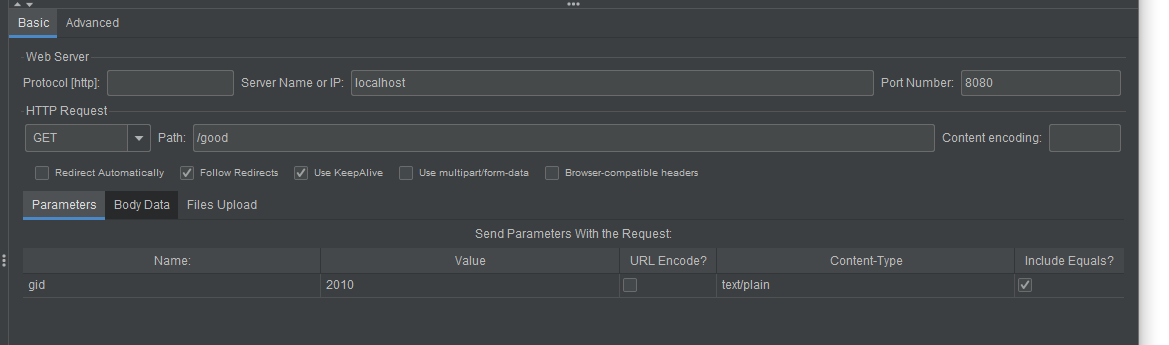 Basic Advanced
Web Server
Protocol [http]: Server Name or IP: localhost Port Number: 8080
HTTP Request
GET Path: /good Content encoding:
Redirect Automatically Follow Redirects Use KeepAlive Use multipart/form-data Browser-compatible headers
Parameters Body Data Files Upload
Send Parameters With the Request:
Name: Value URL Encode? Content-Type Include Equals?
gid 2010 text/plain